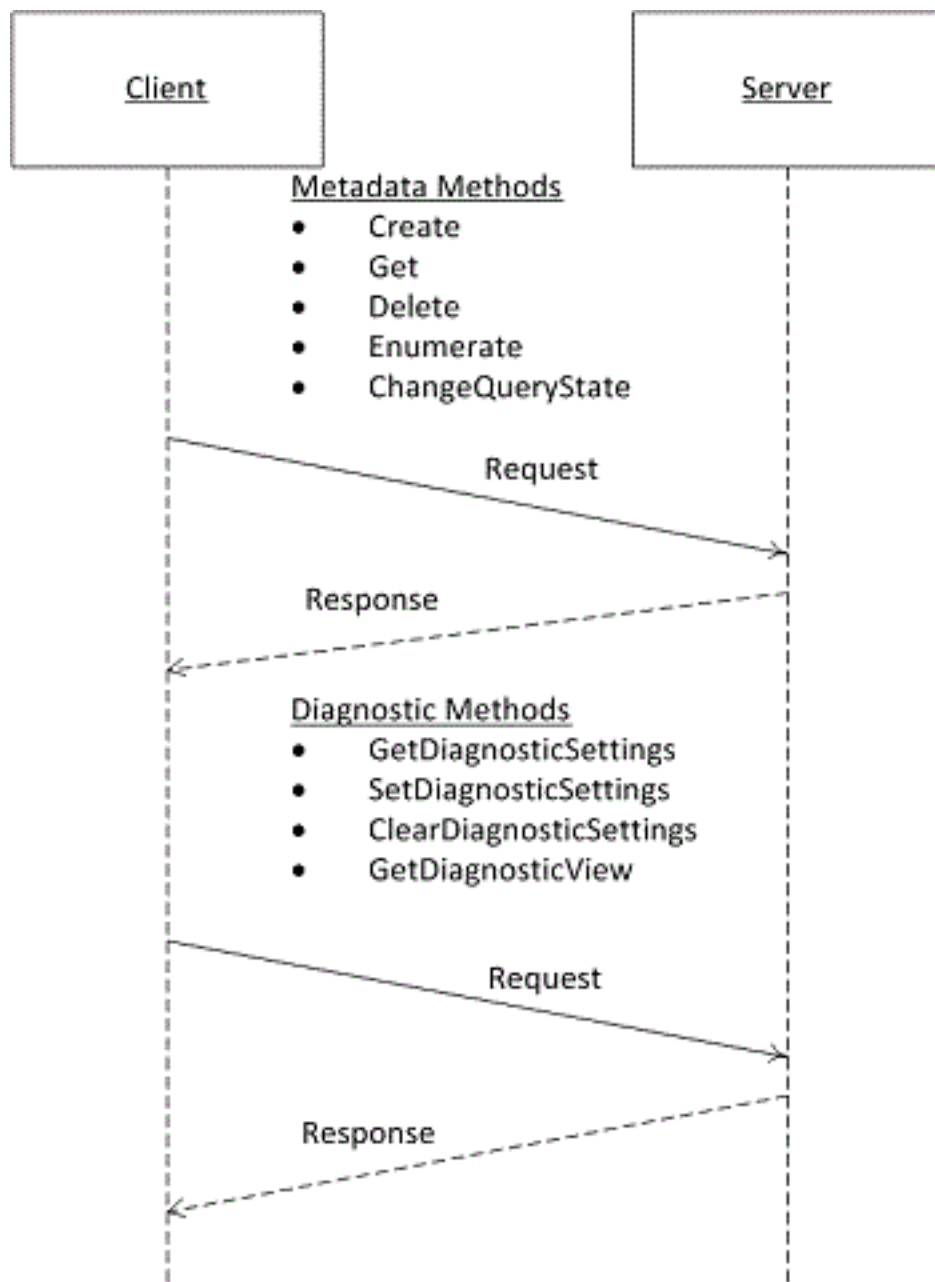 Client
Server
Metadata Methods
• Create
• Get
• Delete
• Enumerate
• ChangeQueryState
Request
Response
Diagnostic Methods
• GetDiagnosticSettings
• SetDiagnosticSettings
• ClearDiagnosticSettings
• GetDiagnosticView
Request
Response